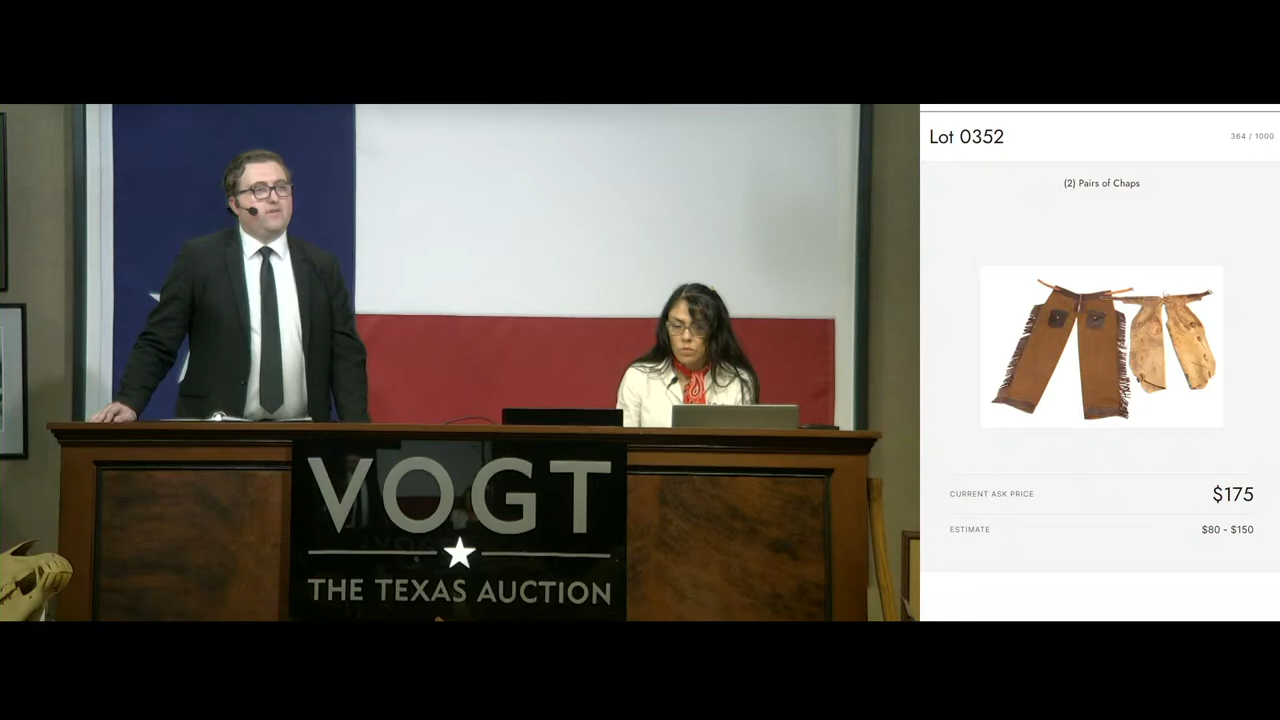 Lot 0352
364 / 1000
(2) Pairs of Chaps
CURRENT ASK PRICE
$175
ESTIMATE
$80 - $150
VOGT
THE TEXAS AUCTION